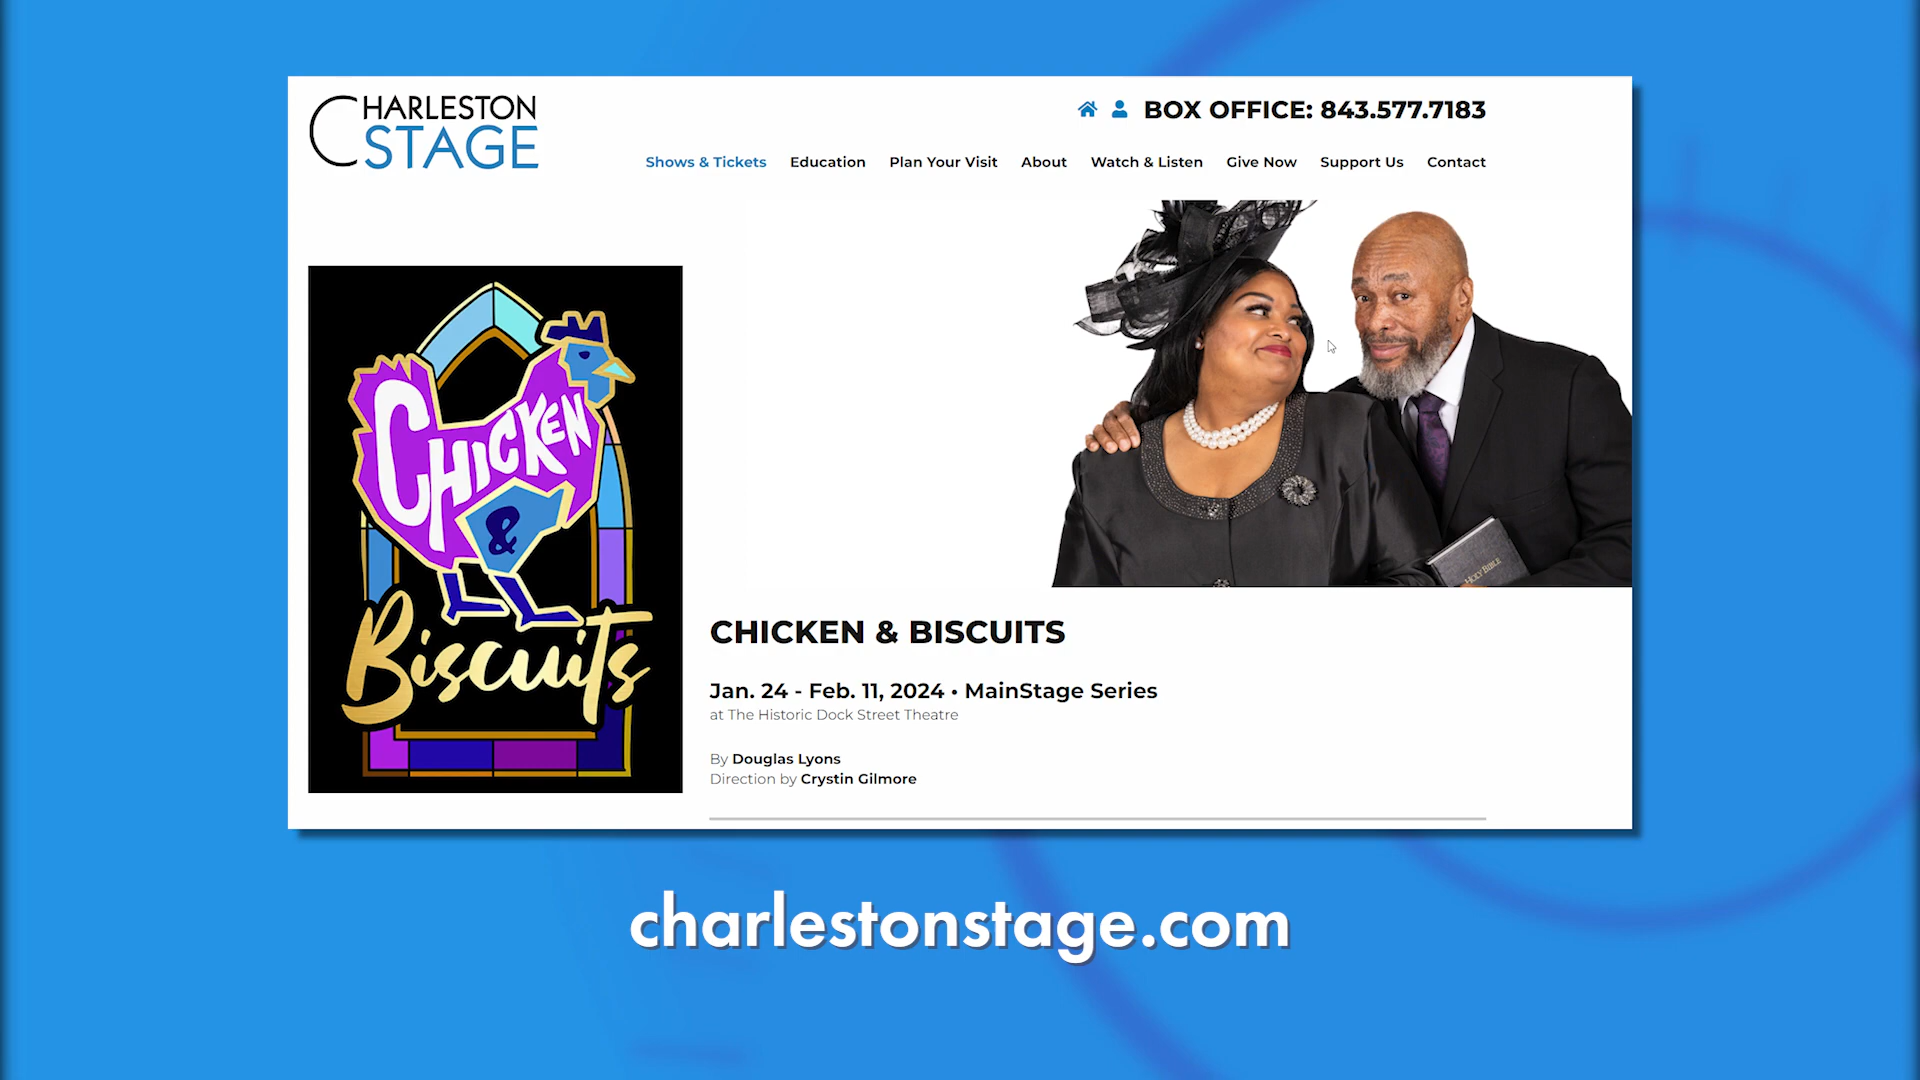 CHARLESTON
STAGE
BOX OFFICE: 843.577.7183
Shows & Tickets Education Plan Your Visit About Watch & Listen Give Now Support Us Contact
CHICKEN
&
Biscuits
HOLY BIBLE
CHICKEN & BISCUITS
Jan. 24 - Feb. 11, 2024 • MainStage Series
at The Historic Dock Street Theatre
By Douglas Lyons
Direction by Crystin Gilmore
charlestonstage.com